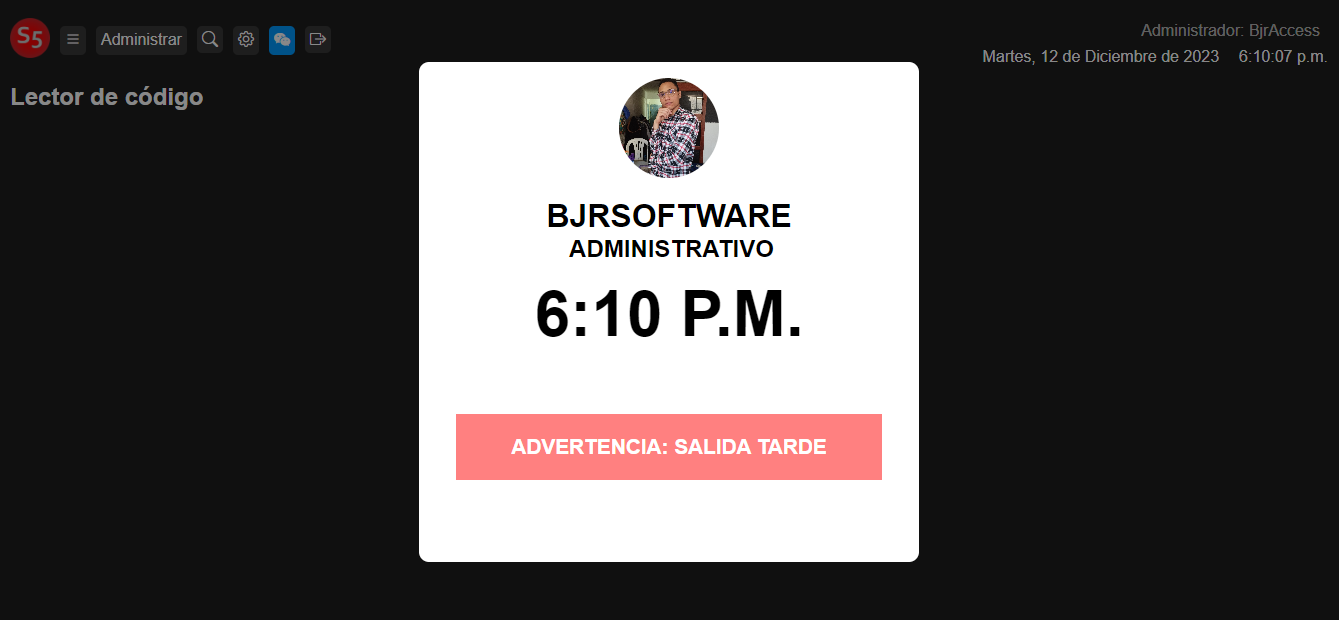 S5
Administrar
Administrador: BjrAccess
Martes, 12 de Diciembre de 2023 6:10:07 p.m.
Lector de código
BJRSOFTWARE
ADMINISTRATIVO
6:10 P.M.
ADVERTENCIA: SALIDA TARDE